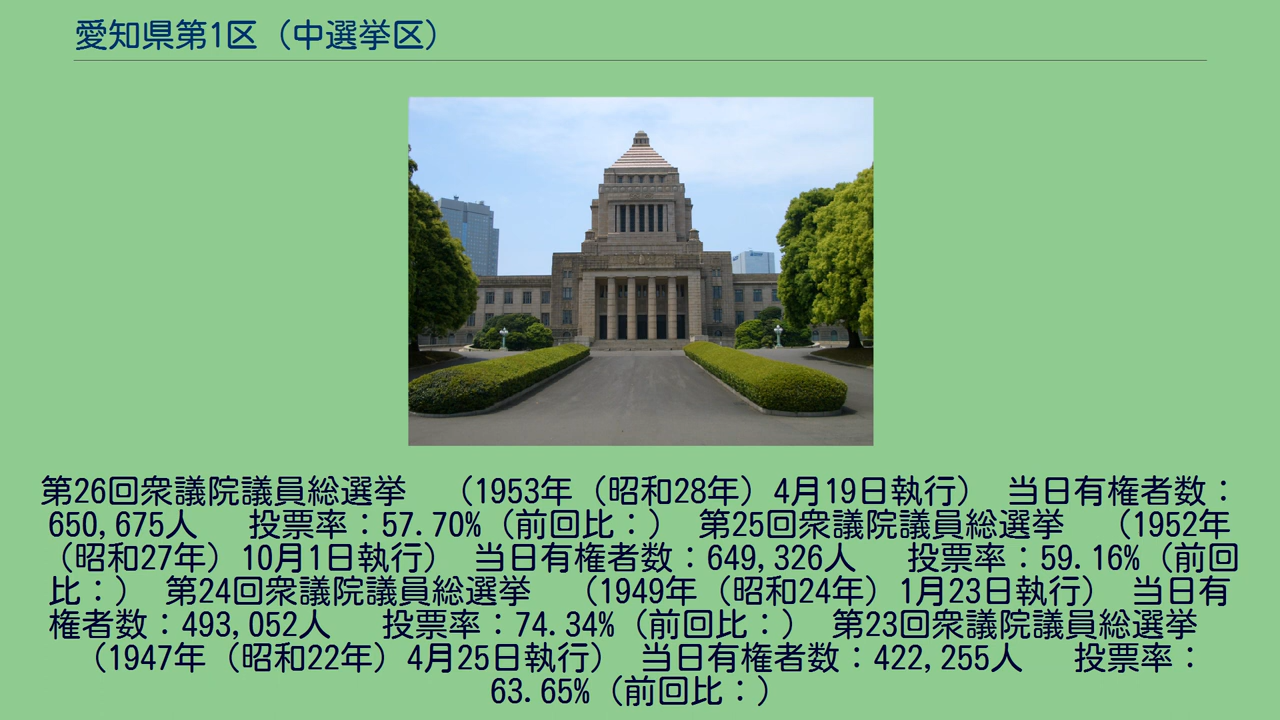 愛知県第1区（中選挙区）
第26回衆議院議員総選挙　（1953年（昭和28年）4月19日執行）　当日有権者数：
650,675人　 投票率：57.70%（前回比：）　第25回衆議院議員総選挙　（1952年
（昭和27年）10月1日執行）　当日有権者数：649,326人　 投票率：59.16%（前回
比：）　第24回衆議院議員総選挙　（1949年（昭和24年）1月23日執行）　当日有
権者数：493,052人　 投票率：74.34%（前回比：）　第23回衆議院議員総選挙
（1947年（昭和22年）4月25日執行）　当日有権者数：422,255人　 投票率：
63.65%（前回比：）